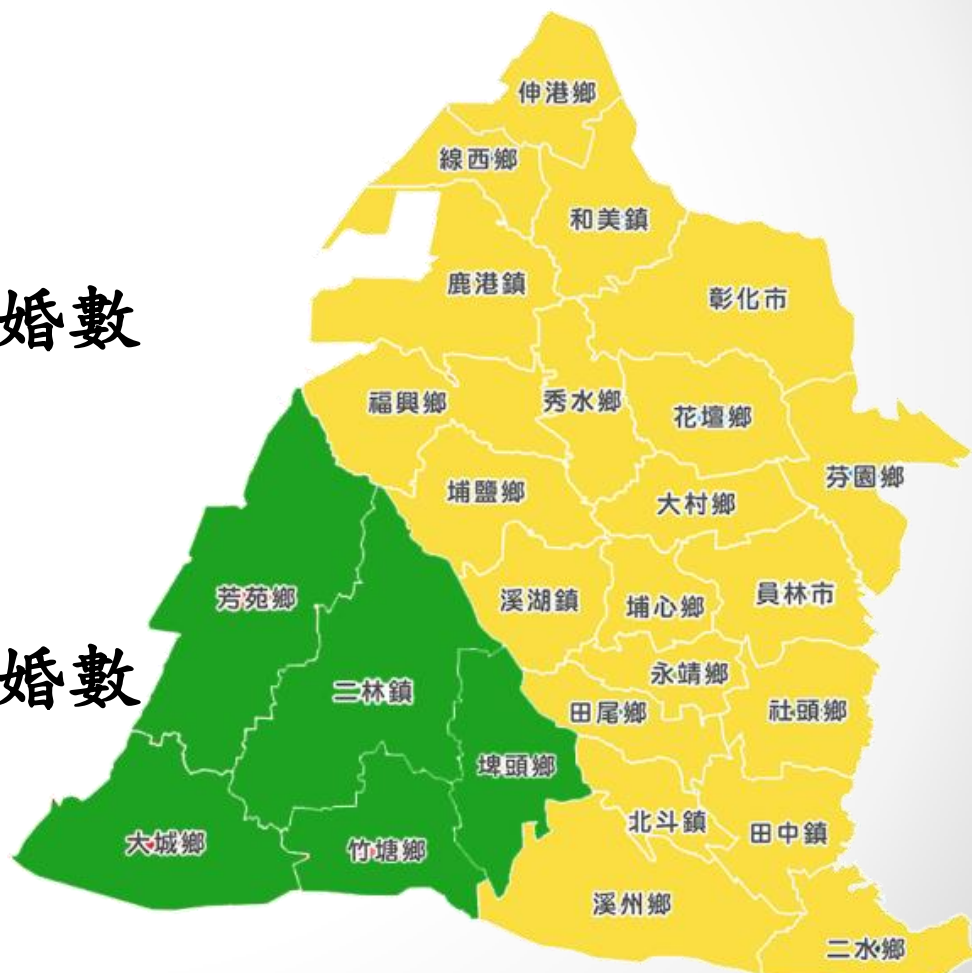 伸港鄉
線西鄉
和美鎮
鹿港鎮
彰化市
婚數
福興鄉
秀水鄉
花壇鄉
芬園鄉
埔鹽鄉
大村鄉
芳苑鄉
溪湖鎮
埔心鄉
員林市
婚數
二林鎮
永靖鄉
田尾鄉
社頭鄉
埤頭鄉
大城鄉
竹塘鄉
北斗鎮
田中鎮
溪州鄉
二水鄉